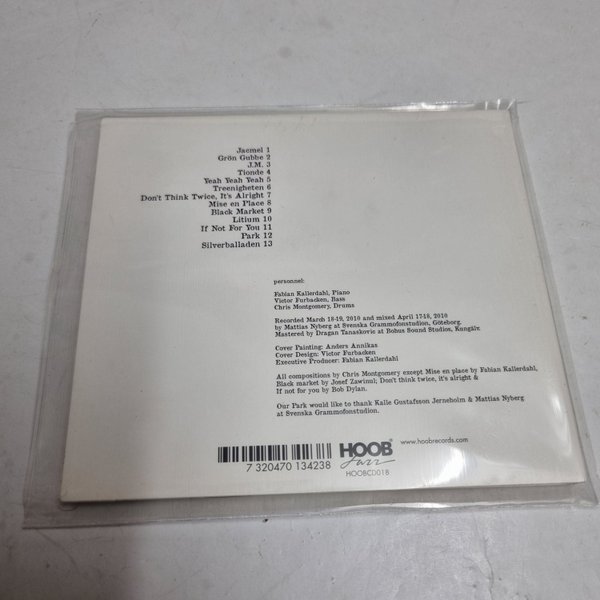 Jacmel 1
Grön Gubbe 2
J.M. 3
Tionde 4
Yeah Yeah Yeah 5
Treenigheten 6
Don't Think Twice, It's Alright 7
Mise en Place 8
Black Market 9
Litium 10
If Not For You 11
Park 12
Silverballaden 13
personnel:
Fabian Kallerdahl, Piano
Victor Furbacken, Bass
Chris Montgomery, Drums
Recorded March 18-19, 2010 and mixed April 17-18, 2010
by Mattias Nyberg at Svenska Grammofonstudion, Göteborg.
Mastered by Dragan Tanaskovic at Bohus Sound Studios, Kungälv.
Cover Painting: Anders Annikas
Cover Design: Victor Furbacken
Executive Producer: Fabian Kallerdahl
All compositions by Chris Montgomery except Mise en place by Fabian Kallerdahl,
Black market by Josef Zawinul; Don't think twice, it's alright &
If not for you by Bob Dylan.
Our Park would like to thank Kalle Gustafsson Jerneholm & Mattias Nyberg
at Svenska Grammofonstudion.
7 320470 134238
HOOB®
Jazz
HOOBCD018
www.hoobrecords.com